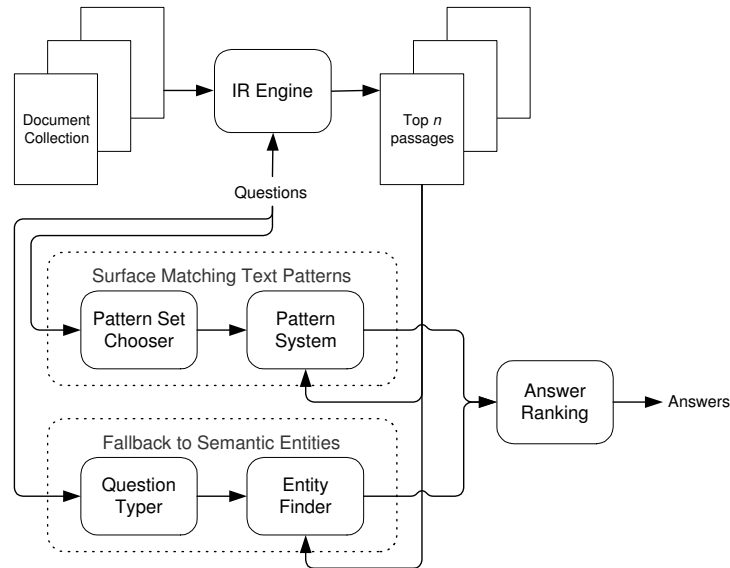 Document
Collection
IR Engine
Top n
passages
Questions
Surface Matching Text Patterns
Pattern Set
Chooser
Pattern
System
Answer
Ranking
Answers
Fallback to Semantic Entities
Question
Typer
Entity
Finder